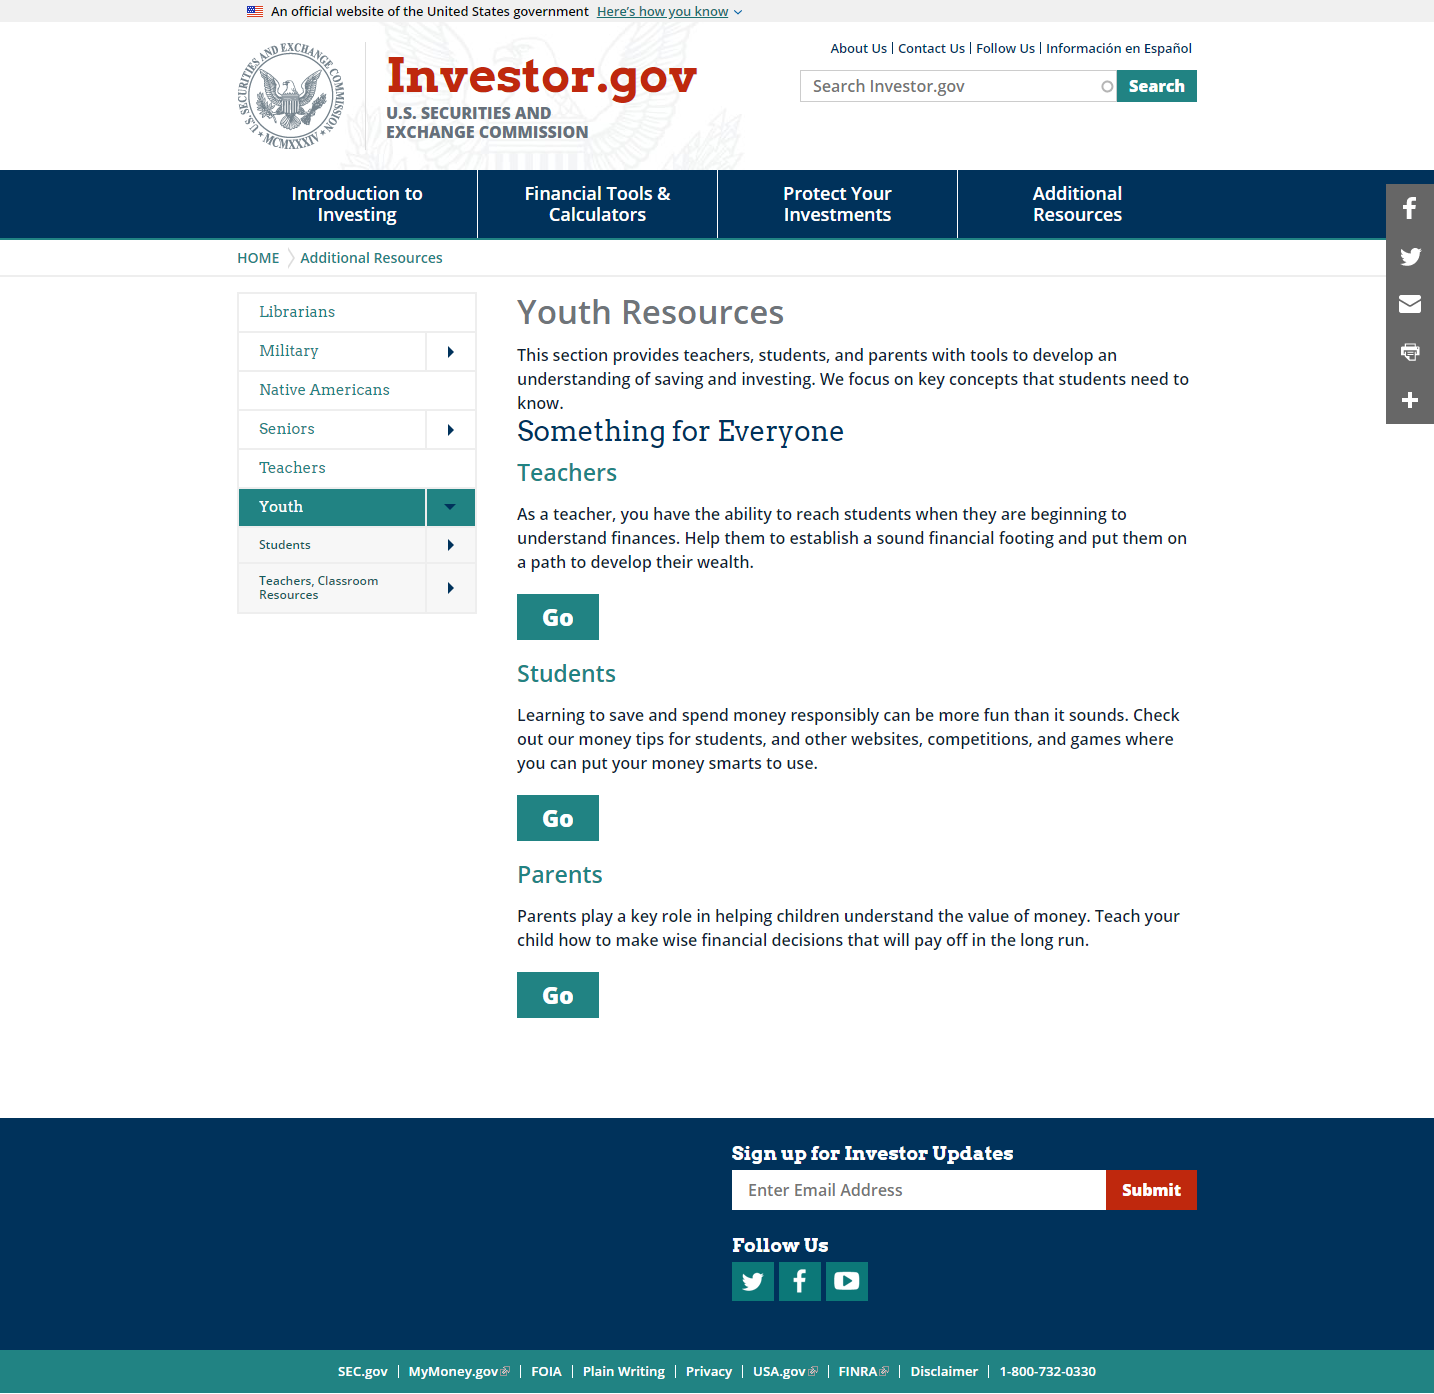 An official website of the United States government Here's how you know
U.S. SECURITIES AND EXCHANGE COMMISSION
MCMXXXIV
Investor.gov
U.S. SECURITIES AND
EXCHANGE COMMISSION
About Us | Contact Us | Follow Us | Información en Español
Search Investor.gov
Search
Introduction to
Investing
Financial Tools &
Calculators
Protect Your
Investments
Additional
Resources
HOME Additional Resources
Librarians
Military
Native Americans
Seniors
Teachers
Youth
Students
Teachers, Classroom
Resources
Youth Resources
This section provides teachers, students, and parents with tools to develop an
understanding of saving and investing. We focus on key concepts that students need to
know.
Something for Everyone
Teachers
As a teacher, you have the ability to reach students when they are beginning to
understand finances. Help them to establish a sound financial footing and put them on
a path to develop their wealth.
Go
Students
Learning to save and spend money responsibly can be more fun than it sounds. Check
out our money tips for students, and other websites, competitions, and games where
you can put your money smarts to use.
Go
Parents
Parents play a key role in helping children understand the value of money. Teach your
child how to make wise financial decisions that will pay off in the long run.
Go
Sign up for Investor Updates
Enter Email Address
Submit
Follow Us
SEC.gov | MyMoney.gov | FOIA | Plain Writing | Privacy | USA.gov | FINRA | Disclaimer | 1-800-732-0330